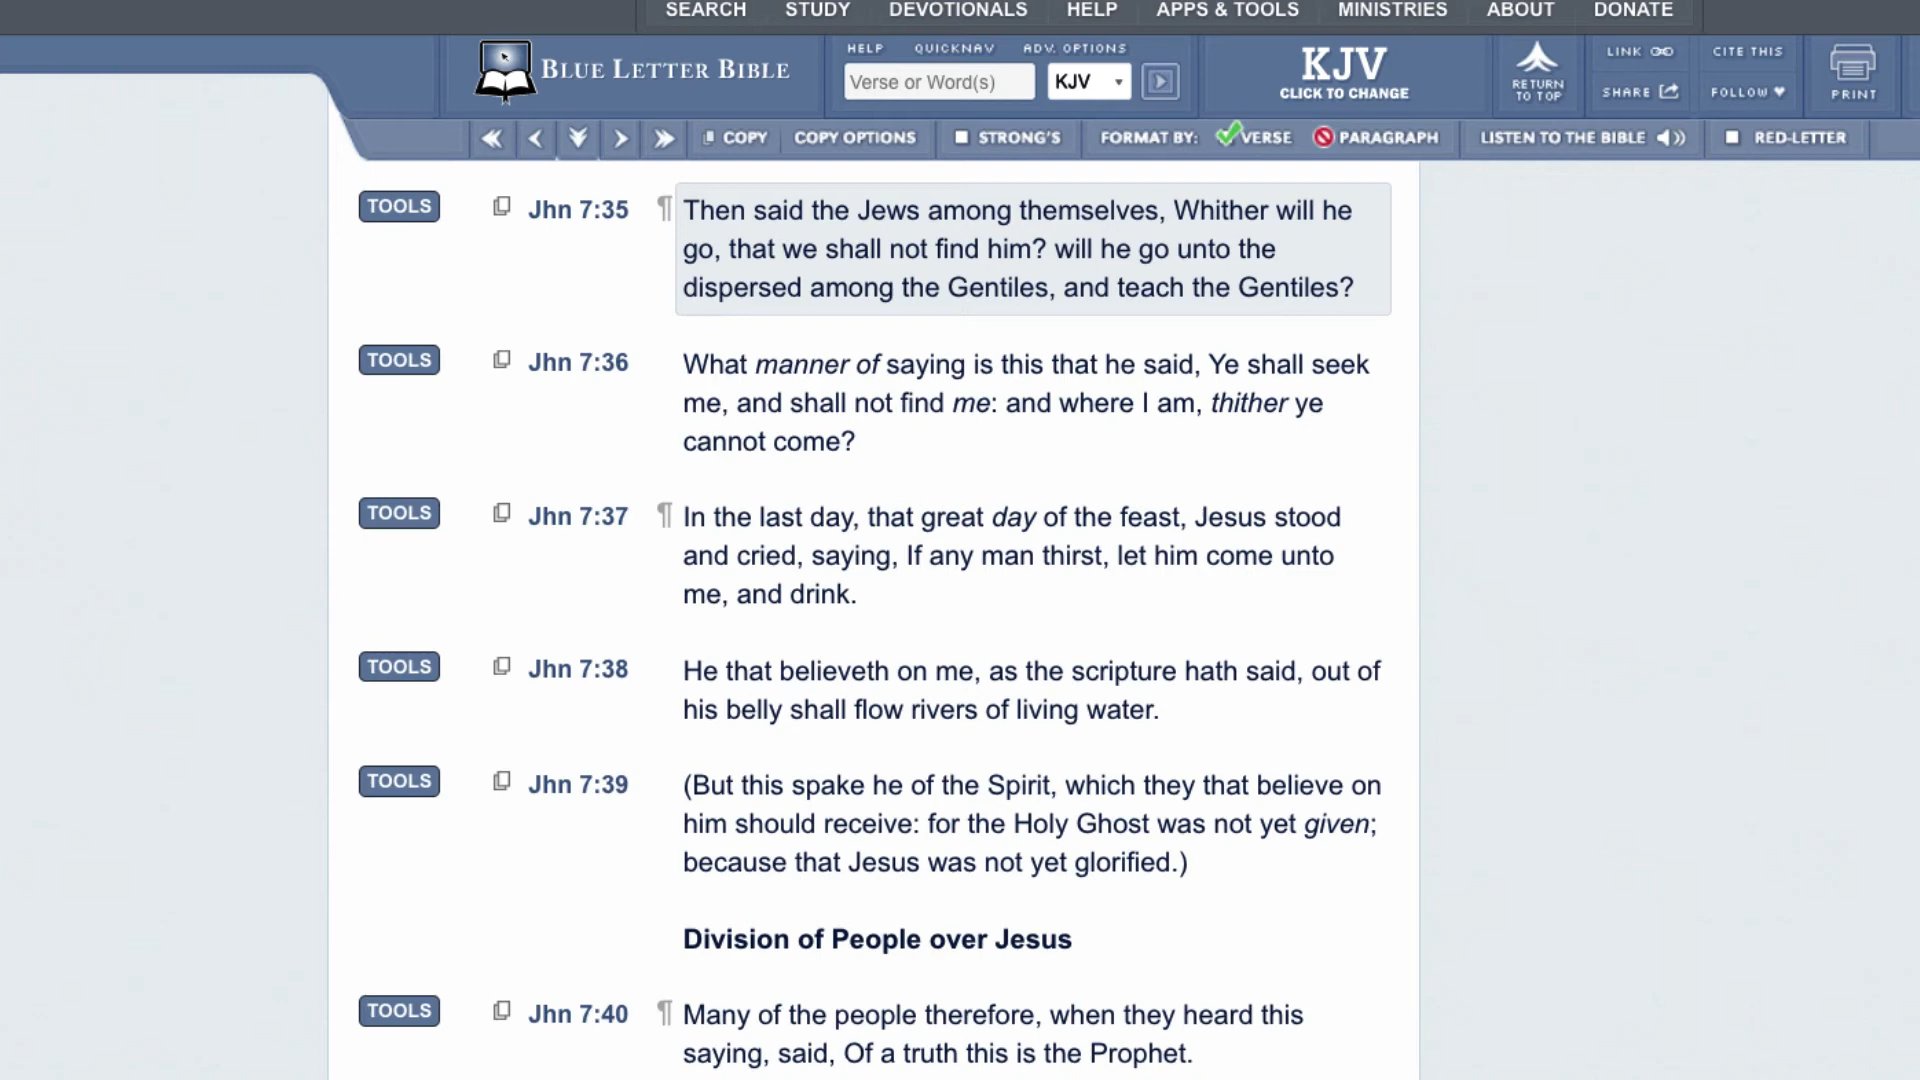 SEARCH STUDY DEVOTIONALS HELP APPS & TOOLS MINISTRIES ABOUT DONATE
BLUE LETTER BIBLE
HELP QUICKNAV ADV. OPTIONS
Verse or Word(s) KJV
KJV
CLICK TO CHANGE
RETURN
TO TOP
LINK
SHARE
CITE THIS
FOLLOW
PRINT
COPY COPY OPTIONS STRONG'S FORMAT BY: VERSE PARAGRAPH LISTEN TO THE BIBLE RED-LETTER
TOOLS Jhn 7:35 ¶ Then said the Jews among themselves, Whither will he
go, that we shall not find him? will he go unto the
dispersed among the Gentiles, and teach the Gentiles?
TOOLS Jhn 7:36 What manner of saying is this that he said, Ye shall seek
me, and shall not find me: and where I am, thither ye
cannot come?
TOOLS Jhn 7:37 ¶ In the last day, that great day of the feast, Jesus stood
and cried, saying, If any man thirst, let him come unto
me, and drink.
TOOLS Jhn 7:38 He that believeth on me, as the scripture hath said, out of
his belly shall flow rivers of living water.
TOOLS Jhn 7:39 (But this spake he of the Spirit, which they that believe on
him should receive: for the Holy Ghost was not yet given;
because that Jesus was not yet glorified.)
Division of People over Jesus
TOOLS Jhn 7:40 ¶ Many of the people therefore, when they heard this
saying, said, Of a truth this is the Prophet.